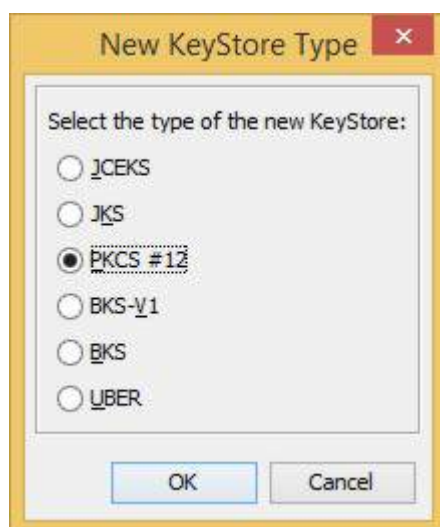 New KeyStore Type
Select the type of the new KeyStore:
JCEKS
JKS
PKCS #12
BKS-V1
BKS
UBER
OK Cancel